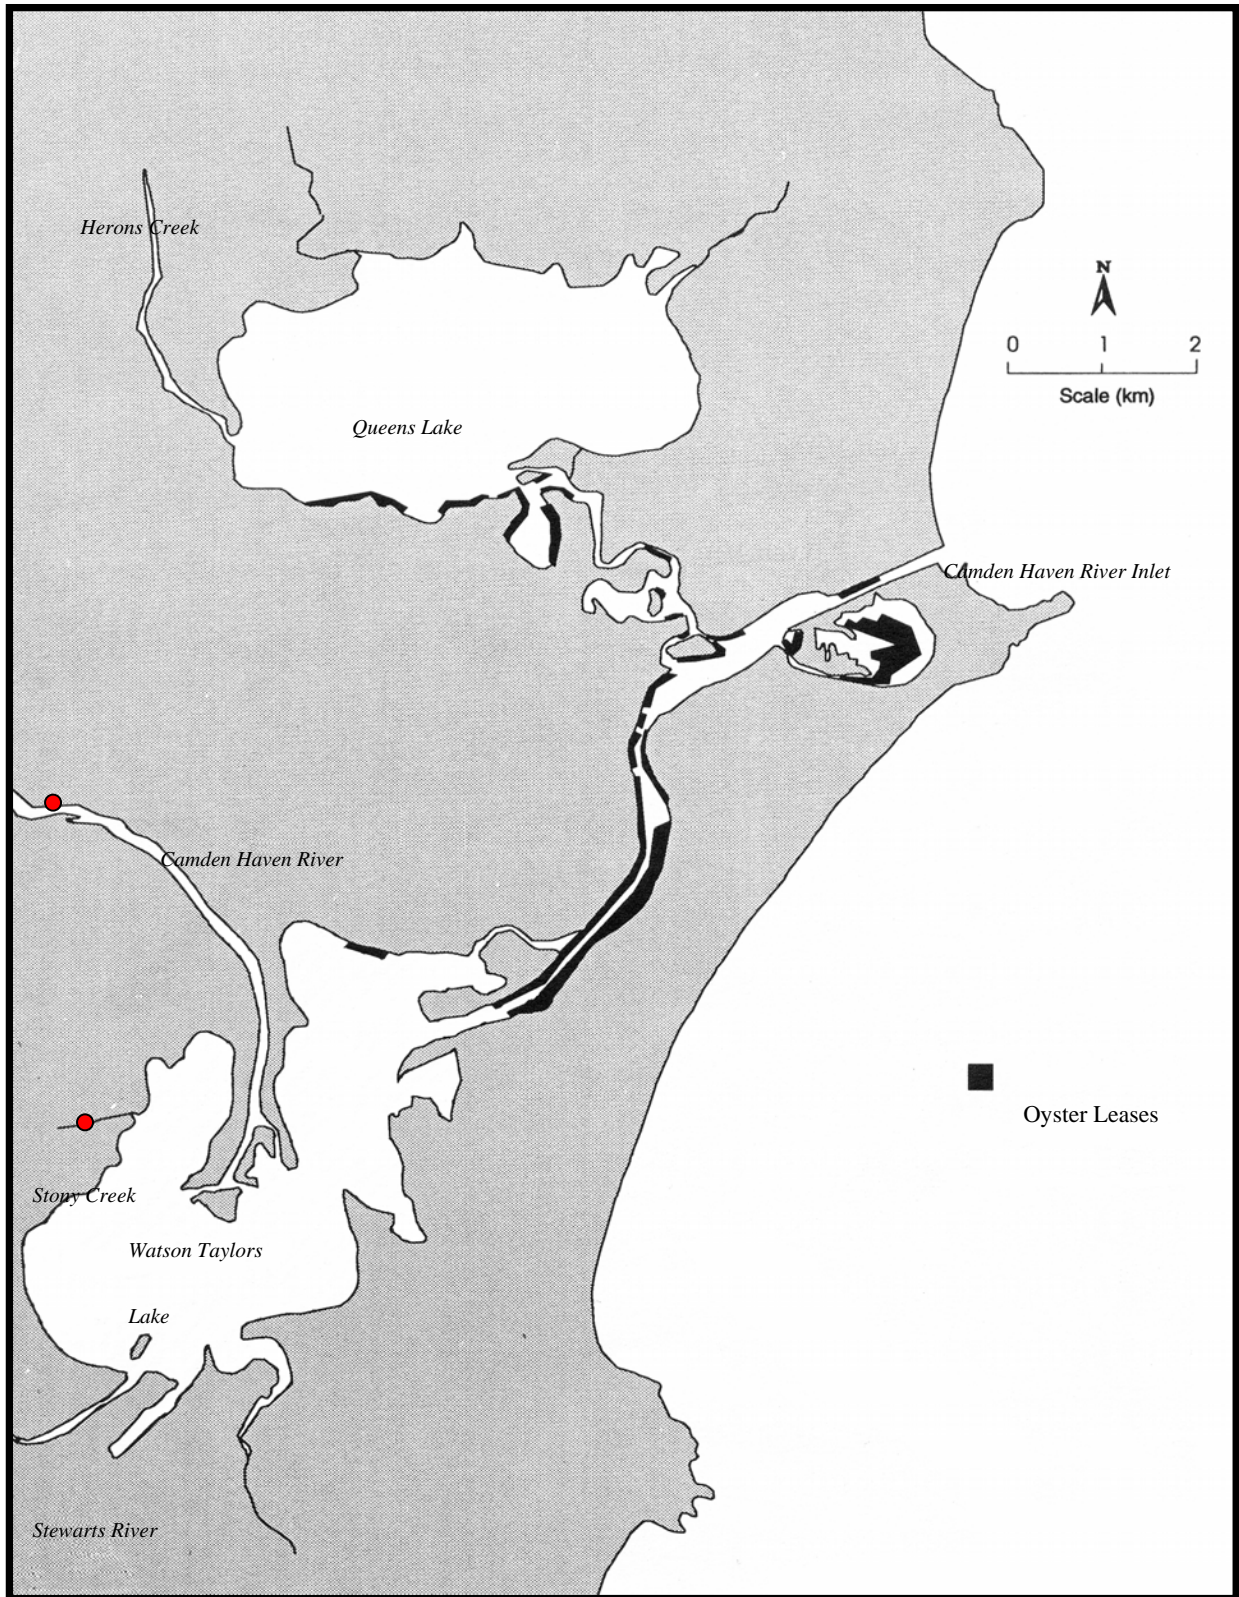 Herons Creek
N
0 1 2
Scale (km)
Queens Lake
Camden Haven River Inlet
Camden Haven River
Oyster Leases
Stony Creek
Watson Taylors
Lake
Stewarts River